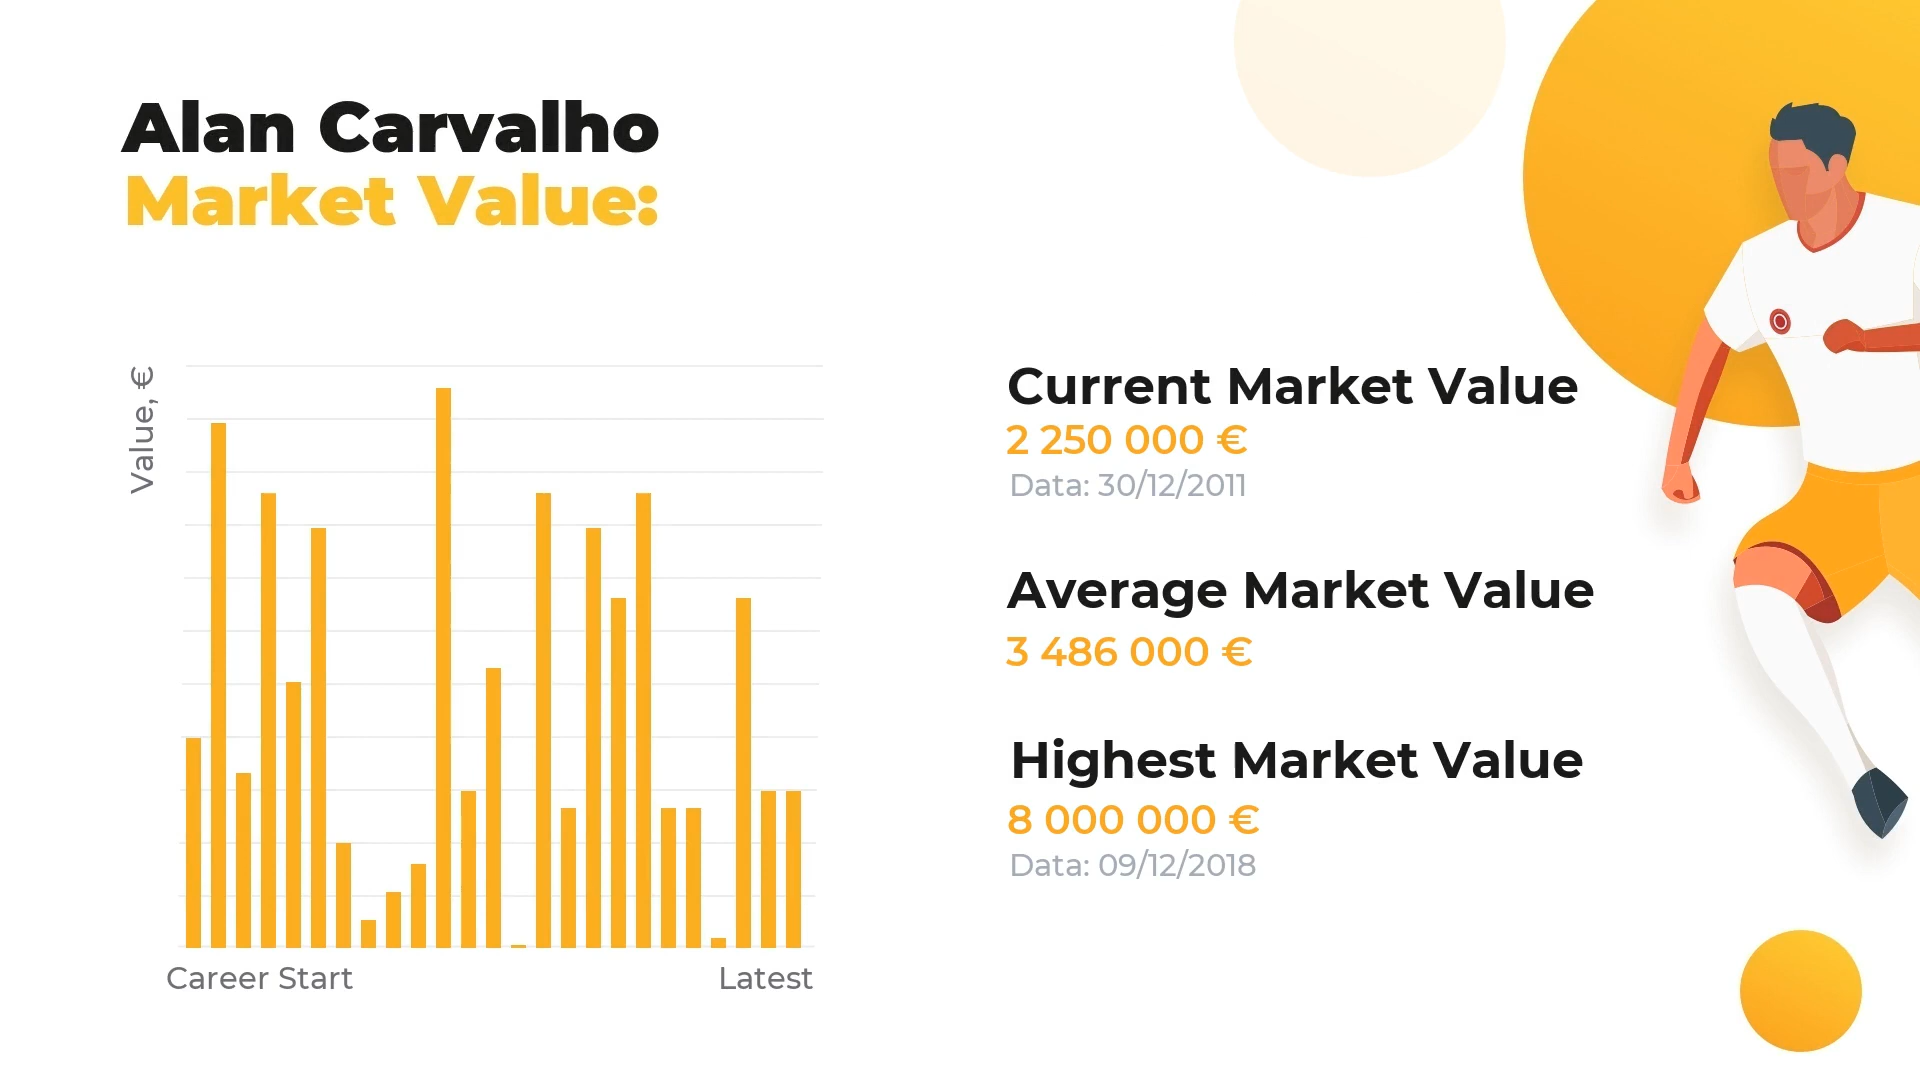 Alan Carvalho
Market Value:
Value, €
Career Start
Latest
Current Market Value
2 250 000 €
Data: 30/12/2011
Average Market Value
3 486 000 €
Highest Market Value
8 000 000 €
Data: 09/12/2018